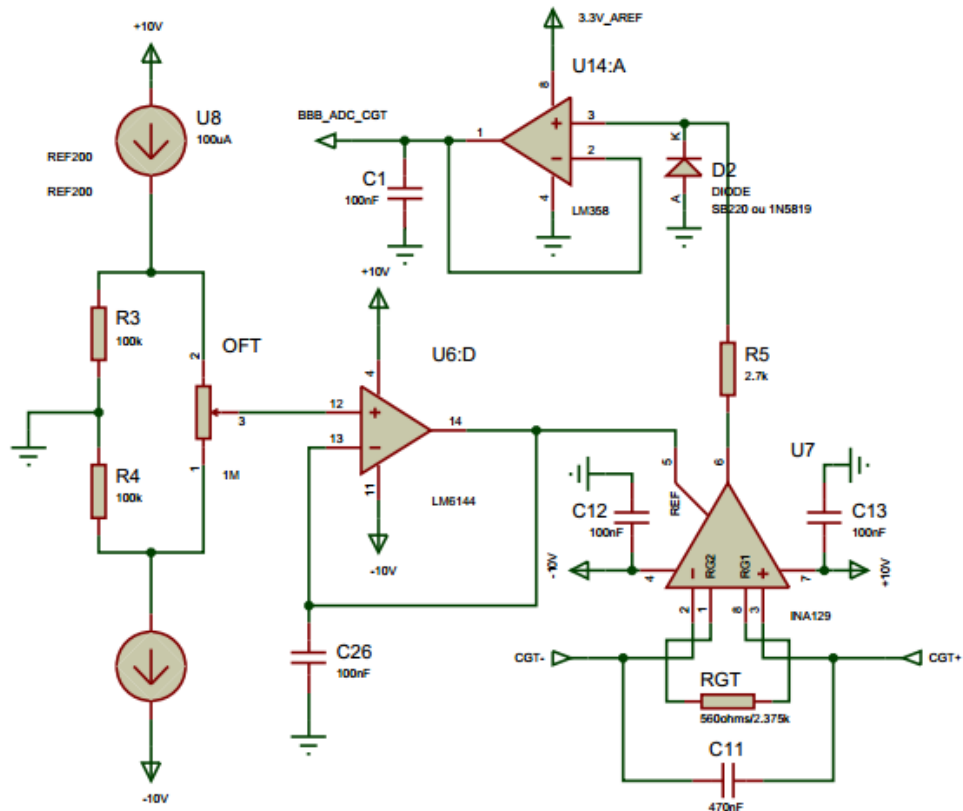 +10V
U8
100uA
REF200
REF200
R3
100k
R4
100k
OFT
2
3
1
1M
-10V
3.3V_AREF
U14:A
8
BBB_ADC_CGT
1
+
3
-
2
4
LM358
C1
100nF
K
A
D2
DIODE
SB220 ou 1N5819
+10V
U6:D
4
12
+
13
-
14
11
LM6144
-10V
C26
100nF
R5
2.7k
U7
6
5
REF
C12
100nF
C13
100nF
-10V
4
-
RG2
RG1
+
7
+10V
INA129
2
1
8
3
CGT-
CGT+
RGT
560ohms/2.375k
C11
470nF